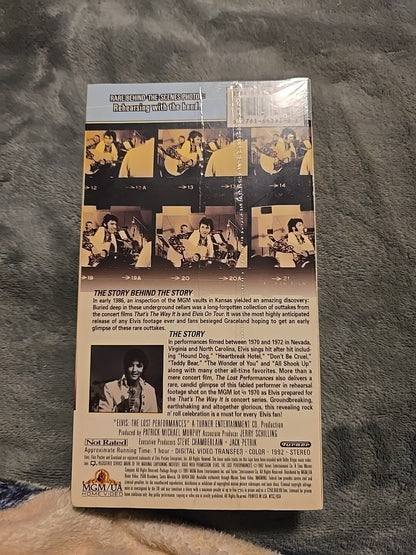 RARE BEHIND-THE-SCENES PHOTOS:
Rehearsing with the band!
12
12 A
13
14
19
19A
20
20A
21
THE STORY BEHIND THE STORY
In early 1986, an inspection of the MGM vaults in Kansas yielded an amazing discovery:
Buried deep in these underground cellars was a long-forgotten collection of outtakes
from the concert films That's The Way It Is and Elvis On Tour. It was the most anticipated
release of any Elvis footage ever and fans besieged Graceland hoping to get an early
glimpse of these rare outtakes.
THE STORY
In performances filmed between 1970 and 1972 in Nevada,
Virginia and North Carolina, Elvis sings hit after hit including
"Hound Dog," "Heartbreak Hotel," "Don't Be Cruel,"
"Teddy Bear," "The Wonder of You" and "All Shook Up"
along with many other all-time favorites. More than a
mere concert film, The Lost Performances also delivers a
rare, candid glimpse of this fabled performer in rehearsal
footage shot on the MGM lot in 1970 as Elvis prepared for
the That's The Way It Is concert series. Groundbreaking,
earthshaking and altogether glorious, this revealing rock
n' roll celebration is a must for every Elvis fan!
"ELVIS: THE LOST PERFORMANCES" A TURNER ENTERTAINMENT CO. Production
Produced by PATRICK MICHAEL MURPHY Associate Producer JERRY SCHILLING
Executive Producers STEVE CHAMBERLAIN - JACK PETRIK
Not Rated
TURNER
Approximate Running Time: 1 hour - DIGITAL VIDEO TRANSFER - COLOR - 1992 - STEREO
MGM/UA
HOME VIDEO